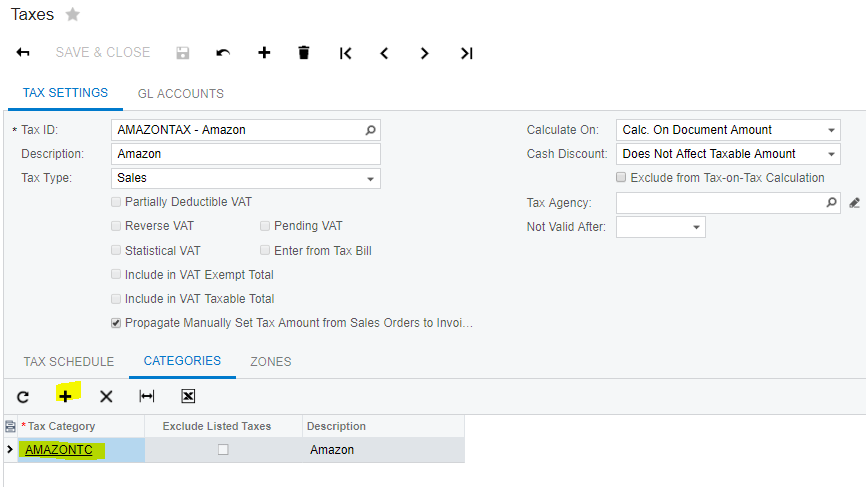 Taxes
SAVE & CLOSE
TAX SETTINGS GL ACCOUNTS
* Tax ID: AMAZONTAX - Amazon Calculate On: Calc. On Document Amount
Description: Amazon Cash Discount: Does Not Affect Taxable Amount
Tax Type: Sales Exclude from Tax-on-Tax Calculation
Partially Deductible VAT Tax Agency:
Reverse VAT Pending VAT Not Valid After:
Statistical VAT Enter from Tax Bill
Include in VAT Exempt Total
Include in VAT Taxable Total
Propagate Manually Set Tax Amount from Sales Orders to Invoi...
TAX SCHEDULE CATEGORIES ZONES
* Tax Category Exclude Listed Taxes Description
AMAZONTC Amazon